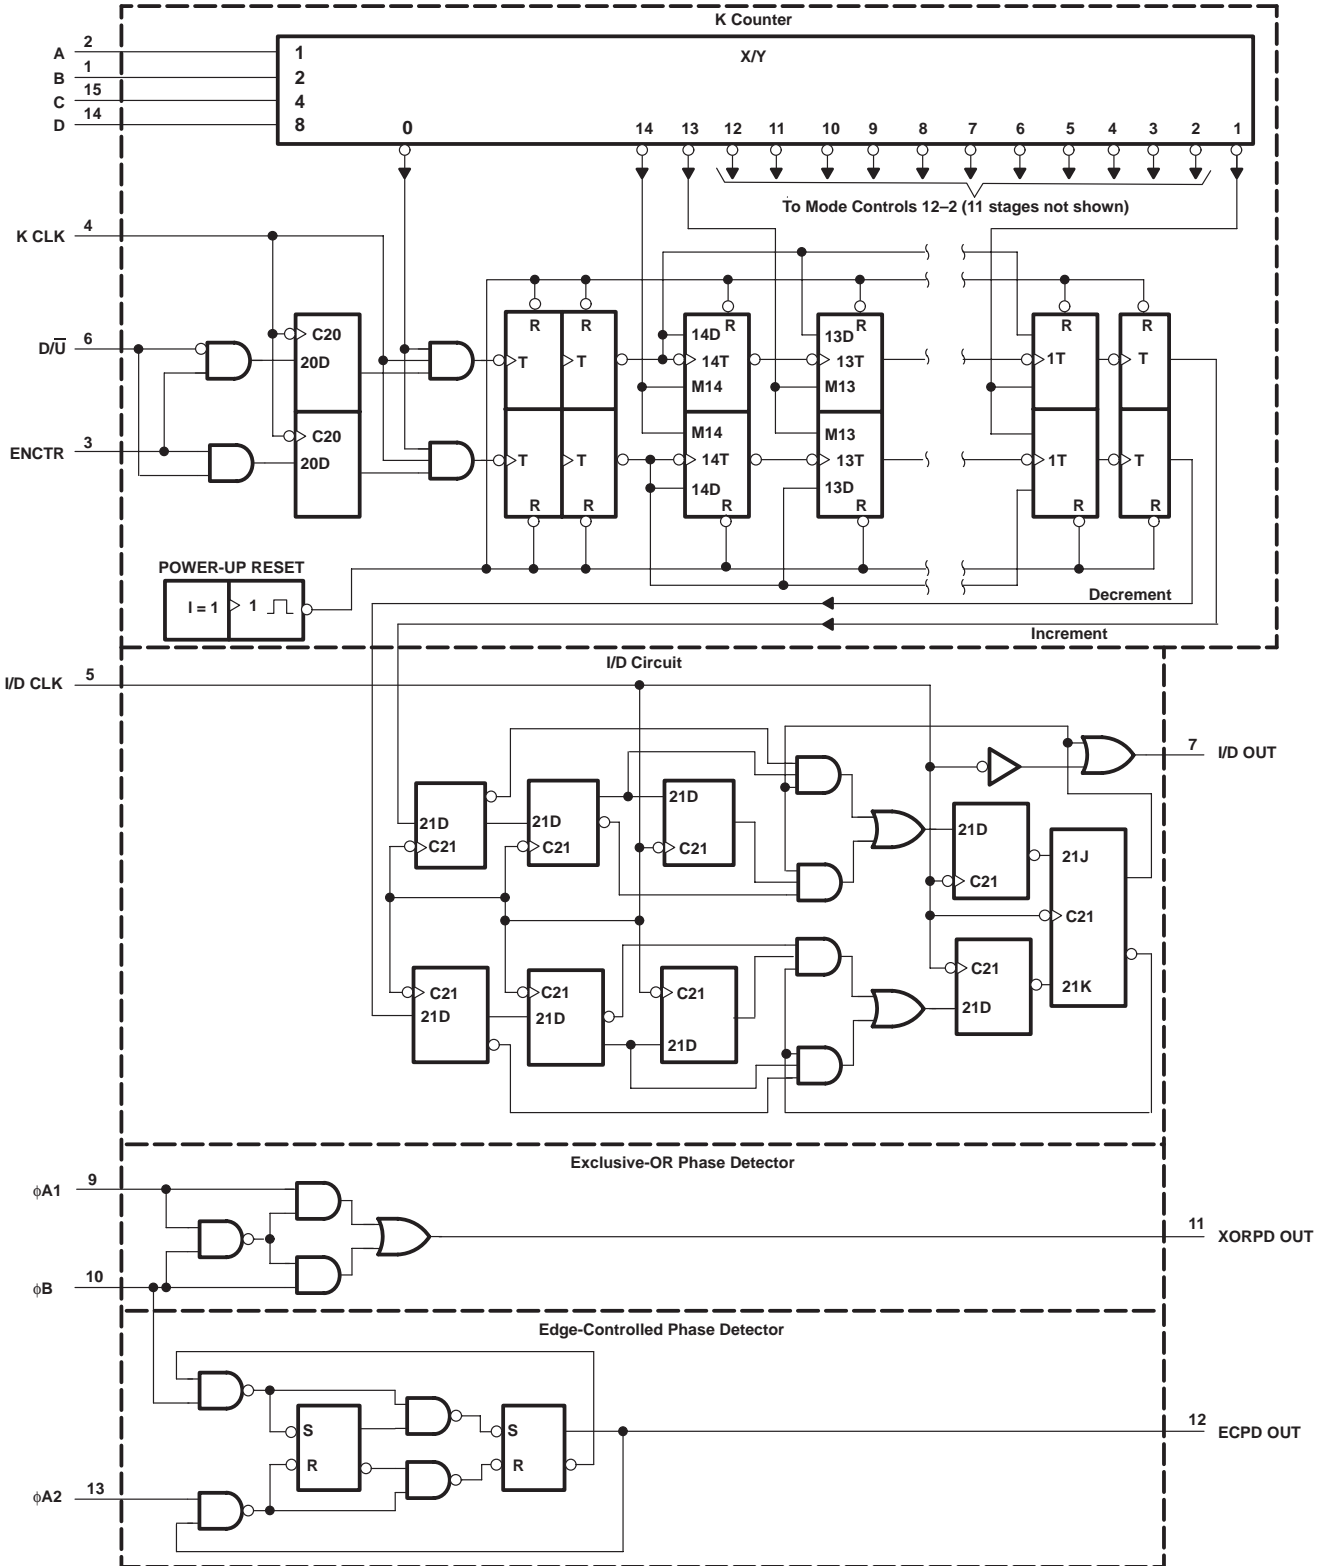 K Counter
A 2 1 X/Y
B 1 2
C 15 4
D 14 8 0 14 13 12 11 10 9 8 7 6 5 4 3 2 1
To Mode Controls 12–2 (11 stages not shown)
K CLK 4
R R R R R R
C20 14D 13D
D/U̅ 6 20D T T 14T 13T 1T T
M14 M13
C20 M14 M13
ENCTR 3 20D T T 14T 13T 1T T
14D 13D
R R R R R R
POWER-UP RESET
I = 1 1
Decrement
Increment
I/D Circuit
I/D CLK 5
7 I/D OUT
21D 21D 21D 21D
C21 C21 C21 21J
C21
C21
C21 C21 C21 C21
21D 21D 21K
21D 21D
Exclusive-OR Phase Detector
ϕA1 9
11 XORPD OUT
ϕB 10
Edge-Controlled Phase Detector
S S 12 ECPD OUT
R R
ϕA2 13